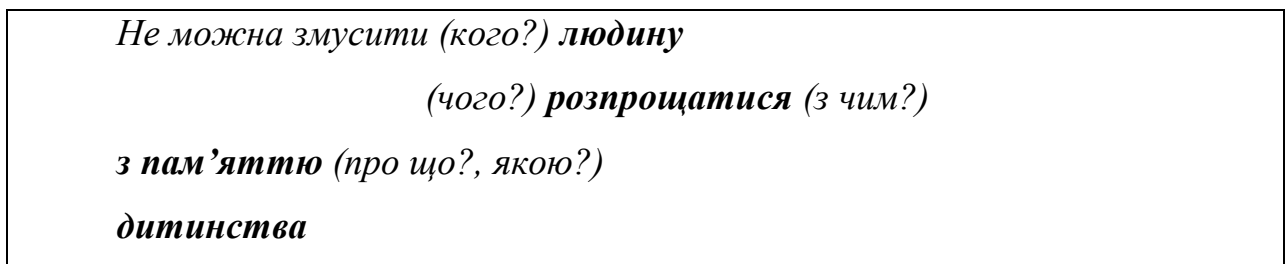 Не можна змусити (кого?) людину
(чого?) розпрощатися (з чим?)
з пам’яттю (про що?, якою?)
дитинства